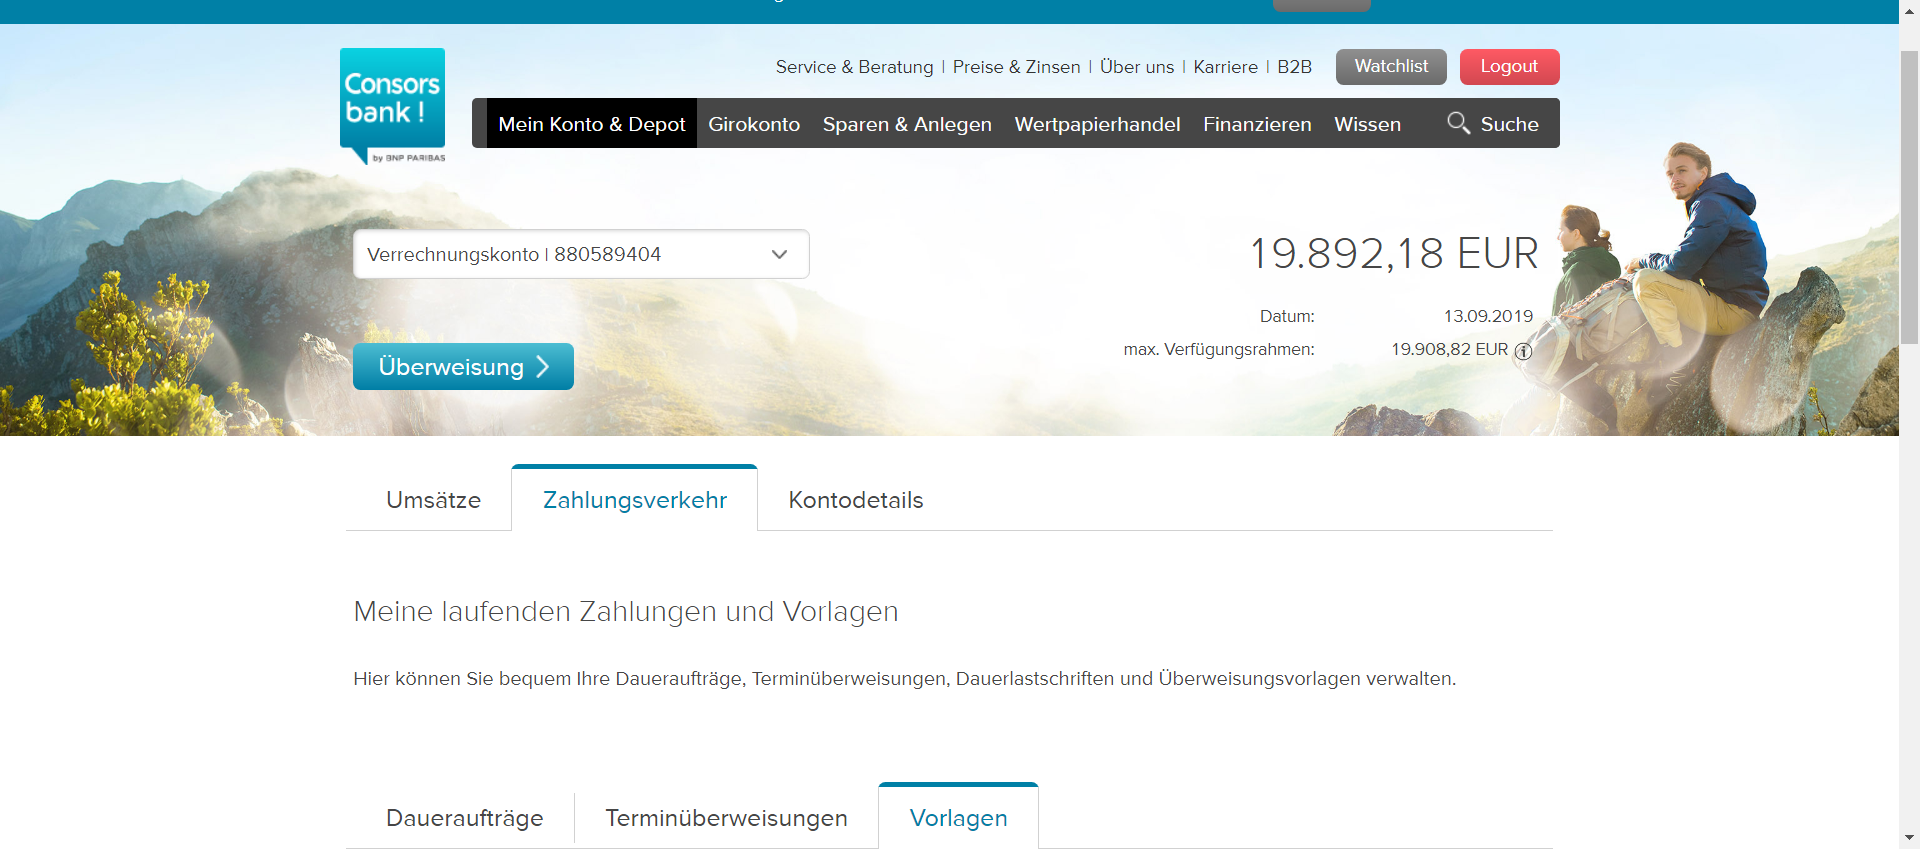 Service & Beratung | Preise & Zinsen | Über uns | Karriere | B2B
Watchlist
Logout
Consors
bank!
by BNP PARIBAS
Mein Konto & Depot
Girokonto
Sparen & Anlegen
Wertpapierhandel
Finanzieren
Wissen
Suche
Verrechnungskonto | 880589404
19.892,18 EUR
Datum: 13.09.2019
max. Verfügungsrahmen: 19.908,82 EUR
Überweisung
Umsätze
Zahlungsverkehr
Kontodetails
Meine laufenden Zahlungen und Vorlagen
Hier können Sie bequem Ihre Daueraufträge, Terminüberweisungen, Dauerlastschriften und Überweisungsvorlagen verwalten.
Daueraufträge
Terminüberweisungen
Vorlagen